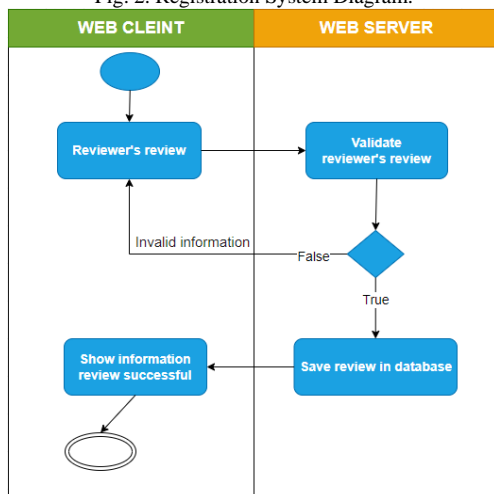 Fig. 2. Registration System Diagram.
WEB CLEINT
WEB SERVER
Reviewer's review
Validate
reviewer's review
Invalid information
False
True
Show information
review successful
Save review in database